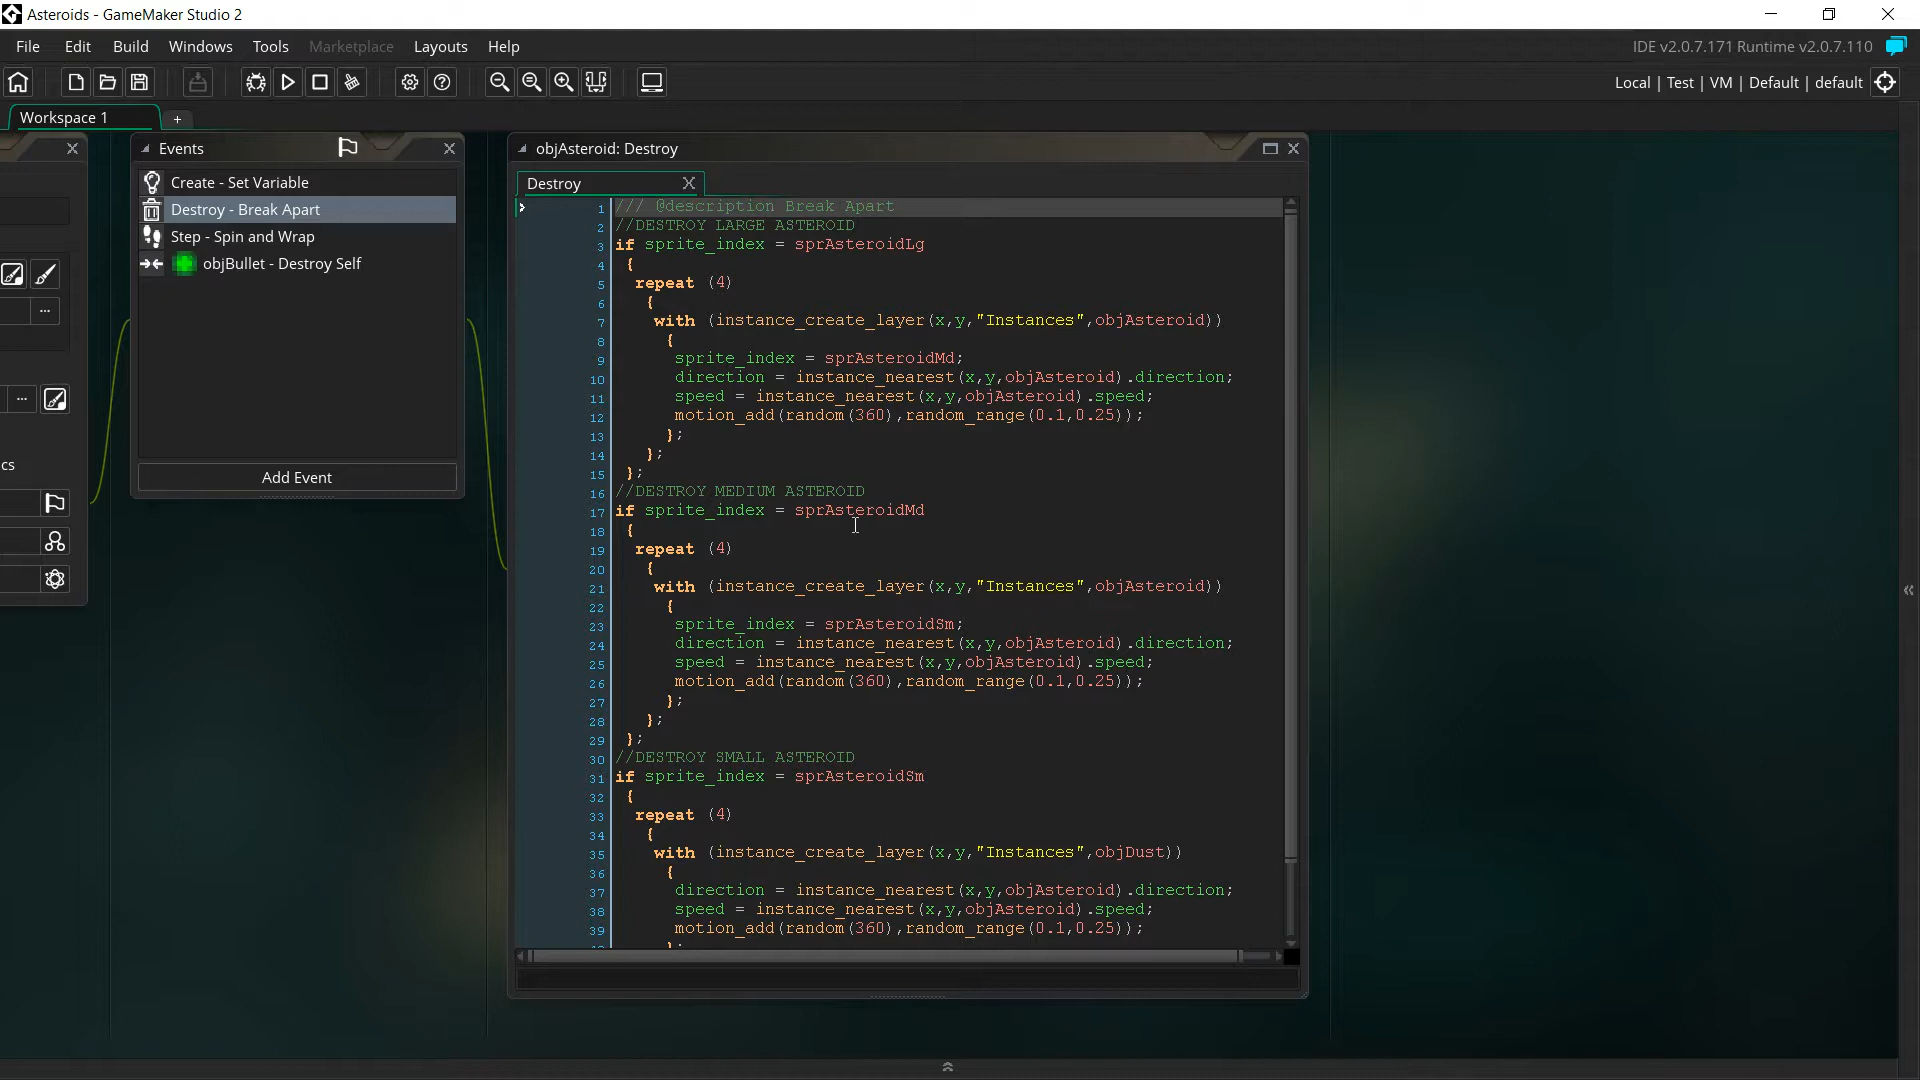 Asteroids - GameMaker Studio 2
File Edit Build Windows Tools Marketplace Layouts Help
IDE v2.0.7.171 Runtime v2.0.7.110
Local | Test | VM | Default | default
Workspace 1
+
Events
Create - Set Variable
Destroy - Break Apart
Step - Spin and Wrap
objBullet - Destroy Self
Add Event
cs
objAsteroid: Destroy
Destroy
1 /// @description Break Apart
2 //DESTROY LARGE ASTEROID
3 if sprite_index = sprAsteroidLg
4 {
5 repeat (4)
6 {
7 with (instance_create_layer(x,y,"Instances",objAsteroid))
8 {
9 sprite_index = sprAsteroidMd;
10 direction = instance_nearest(x,y,objAsteroid).direction;
11 speed = instance_nearest(x,y,objAsteroid).speed;
12 motion_add(random(360),random_range(0.1,0.25));
13 };
14 };
15 };
16 //DESTROY MEDIUM ASTEROID
17 if sprite_index = sprAsteroidMd
18 {
19 repeat (4)
20 {
21 with (instance_create_layer(x,y,"Instances",objAsteroid))
22 {
23 sprite_index = sprAsteroidSm;
24 direction = instance_nearest(x,y,objAsteroid).direction;
25 speed = instance_nearest(x,y,objAsteroid).speed;
26 motion_add(random(360),random_range(0.1,0.25));
27 };
28 };
29 };
30 //DESTROY SMALL ASTEROID
31 if sprite_index = sprAsteroidSm
32 {
33 repeat (4)
34 {
35 with (instance_create_layer(x,y,"Instances",objDust))
36 {
37 direction = instance_nearest(x,y,objAsteroid).direction;
38 speed = instance_nearest(x,y,objAsteroid).speed;
39 motion_add(random(360),random_range(0.1,0.25));